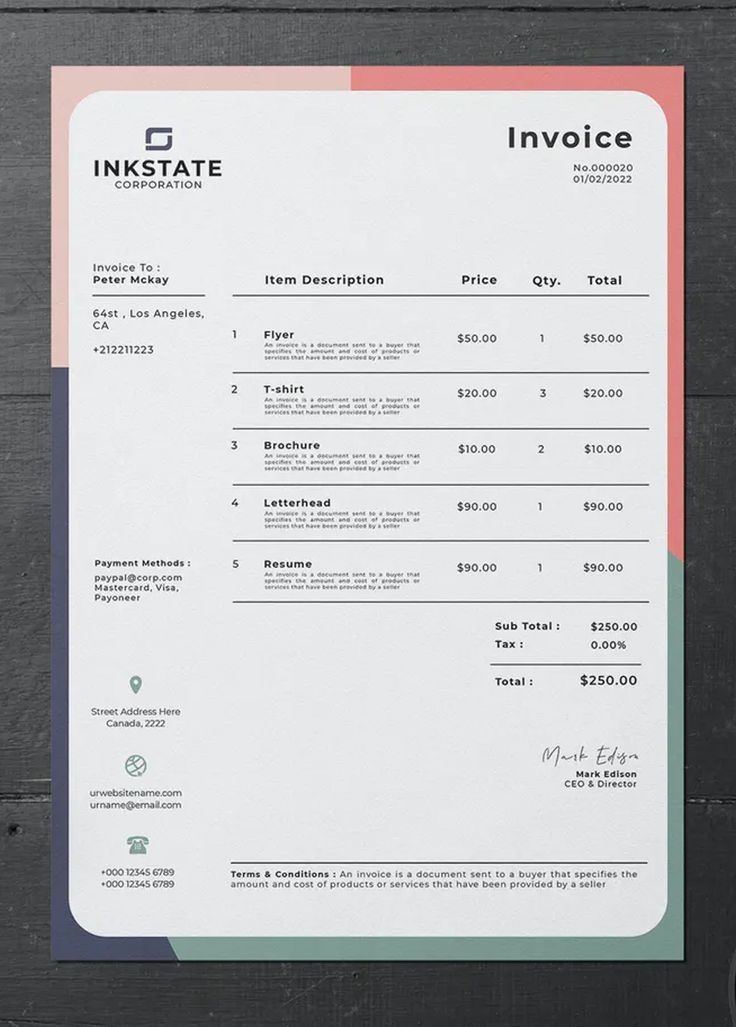 INKSTATE
CORPORATION
Invoice
No.000020
01/02/2022
Invoice To :
Peter Mckay
64st , Los Angeles,
CA
+212211223
Item Description Price Qty. Total
1 Flyer $50.00 1 $50.00
An invoice is a document sent to a buyer that
specifies the amount and cost of products or
services that have been provided by a seller
2 T-shirt $20.00 3 $20.00
An invoice is a document sent to a buyer that
specifies the amount and cost of products or
services that have been provided by a seller
3 Brochure $10.00 2 $10.00
An invoice is a document sent to a buyer that
specifies the amount and cost of products or
services that have been provided by a seller
4 Letterhead $90.00 1 $90.00
An invoice is a document sent to a buyer that
specifies the amount and cost of products or
services that have been provided by a seller
5 Resume $90.00 1 $90.00
An invoice is a document sent to a buyer that
specifies the amount and cost of products or
services that have been provided by a seller
Sub Total : $250.00
Tax : 0.00%
Total : $250.00
Payment Methods :
paypal@corp.com
Mastercard, Visa,
Payoneer
Street Address Here
Canada, 2222
urwebsitename.com
urname@email.com
+000 12345 6789
+000 12345 6789
Mark Edison
Mark Edison
CEO & Director
Terms & Conditions : An invoice is a document sent to a buyer that specifies the
amount and cost of products or services that have been provided by a seller